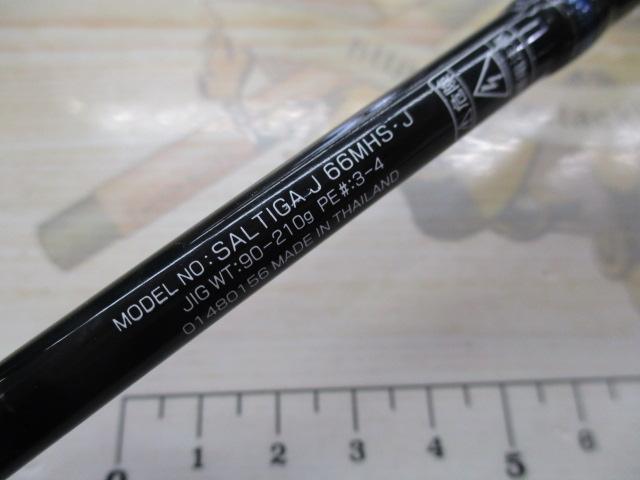 MODEL NO:SALTIGA J 66MHS・J
JIG WT:90-210g PE#:3-4
01480156 MADE IN THAILAND
0 1 2 3 4 5 6